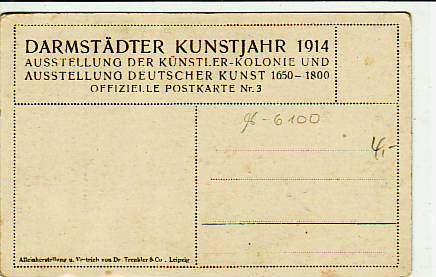 DARMSTÄDTER KUNSTJAHR 1914
AUSSTELLUNG DER KÜNSTLER-KOLONIE UND
AUSSTELLUNG DEUTSCHER KUNST 1650–1800
OFFIZIELLE POSTKARTE Nr. 3
6100
4,-
Alleinherstellung u. Vertrieb von Dr. Trenkler & Co., Leipzig